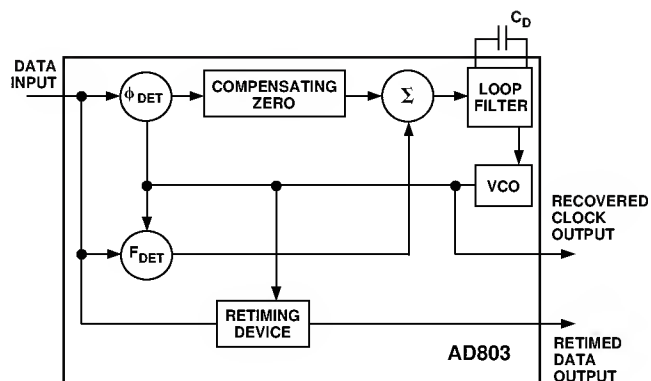 C_D
DATA
INPUT
ϕ_DET
COMPENSATING
ZERO
Σ
LOOP
FILTER
VCO
RECOVERED
CLOCK
OUTPUT
F_DET
RETIMING
DEVICE
AD803
RETIMED
DATA
OUTPUT